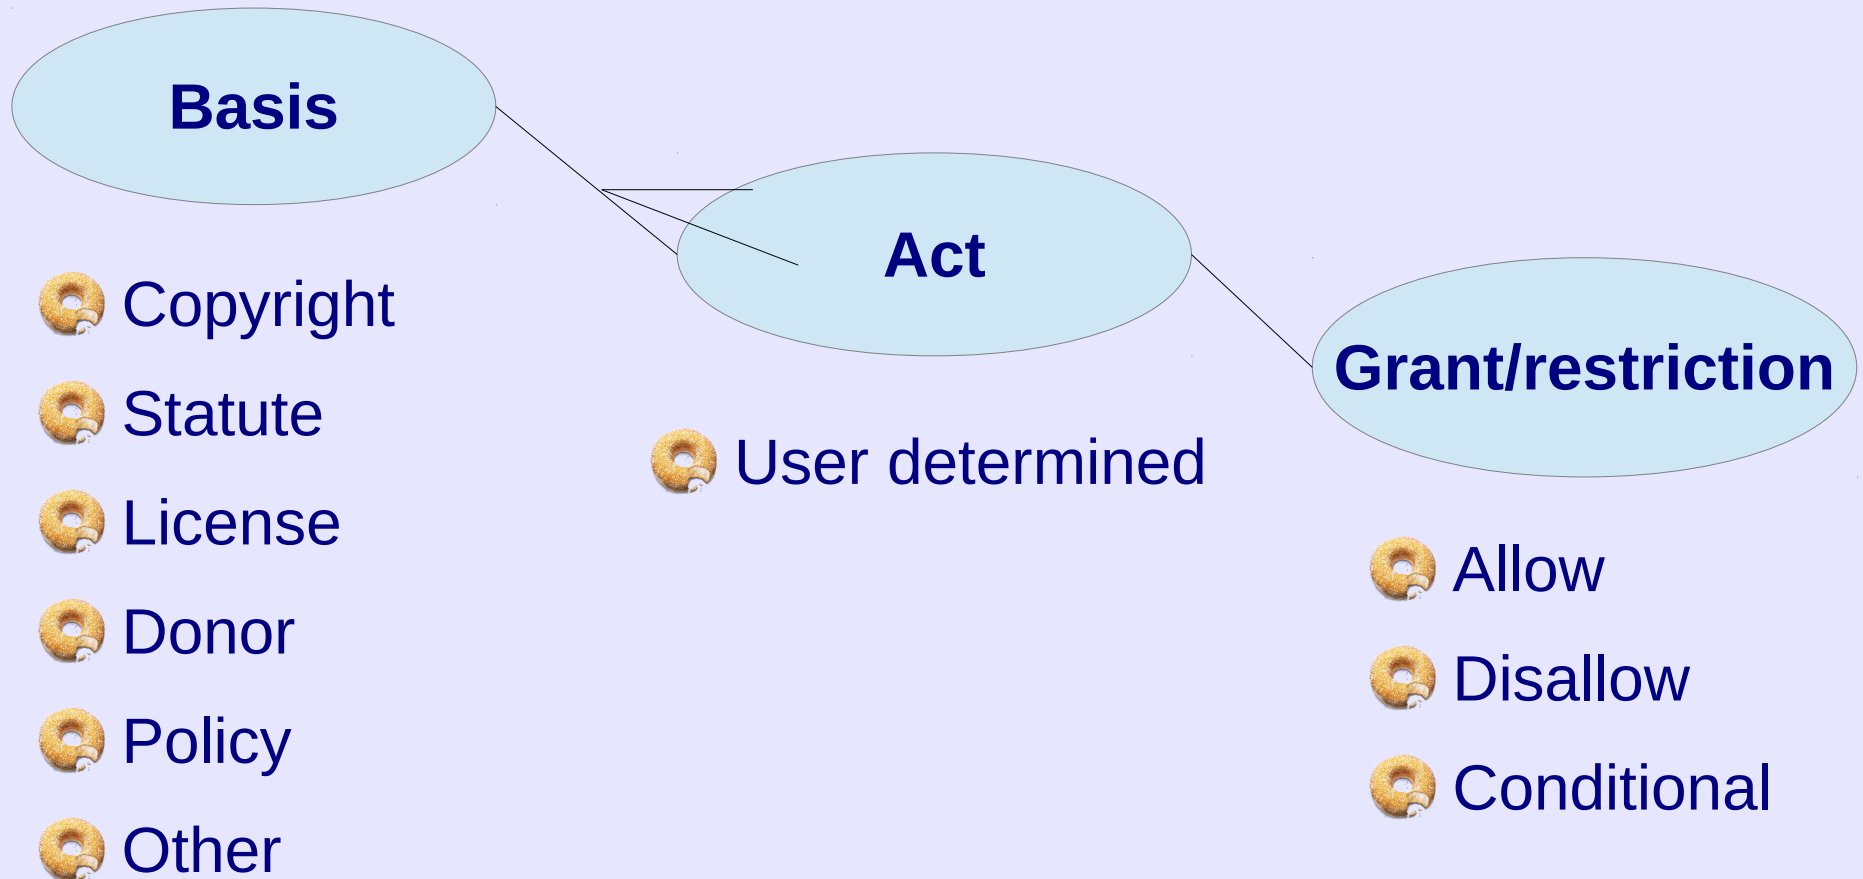 Basis
Copyright
Statute
License
Donor
Policy
Other
Act
User determined
Grant/restriction
Allow
Disallow
Conditional